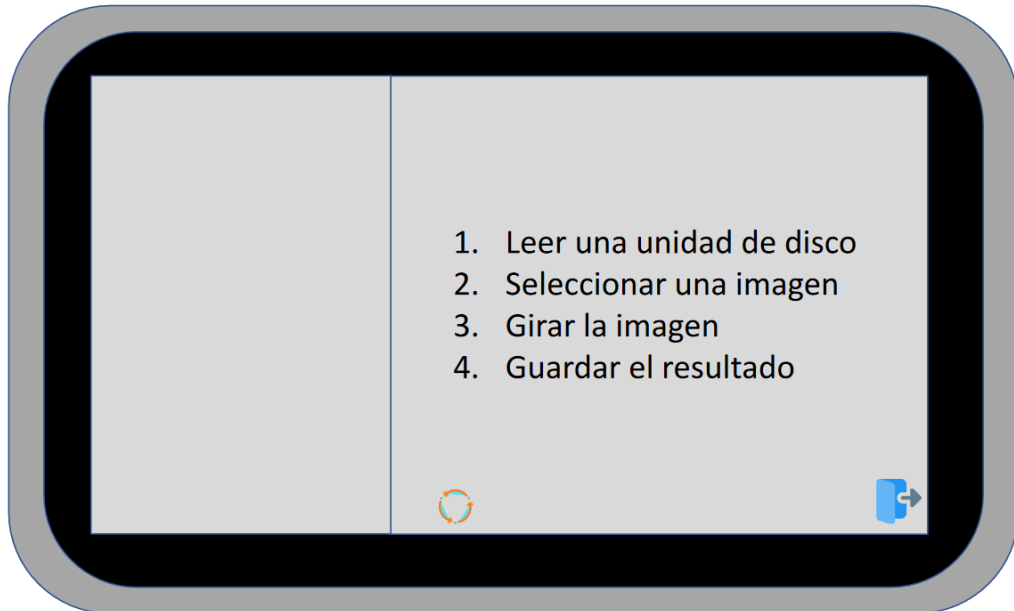 1. Leer una unidad de disco
2. Seleccionar una imagen
3. Girar la imagen
4. Guardar el resultado